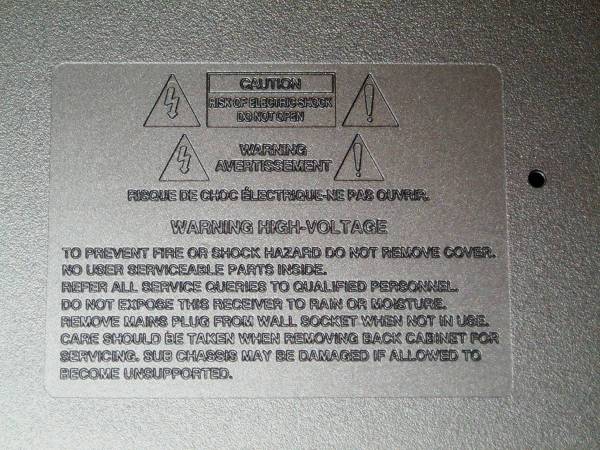 CAUTION
RISK OF ELECTRIC SHOCK
DO NOT OPEN
WARNING
AVERTISSEMENT
RISQUE DE CHOC ÉLECTRIQUE-NE PAS OUVRIR.
WARNING HIGH-VOLTAGE
TO PREVENT FIRE OR SHOCK HAZARD DO NOT REMOVE COVER.
NO USER SERVICEABLE PARTS INSIDE.
REFER ALL SERVICE QUERIES TO QUALIFIED PERSONNEL.
DO NOT EXPOSE THIS RECEIVER TO RAIN OR MOISTURE.
REMOVE MAINS PLUG FROM WALL SOCKET WHEN NOT IN USE.
CARE SHOULD BE TAKEN WHEN REMOVING BACK CABINET FOR
SERVICING. SUB CHASSIS MAY BE DAMAGED IF ALLOWED TO
BECOME UNSUPPORTED.